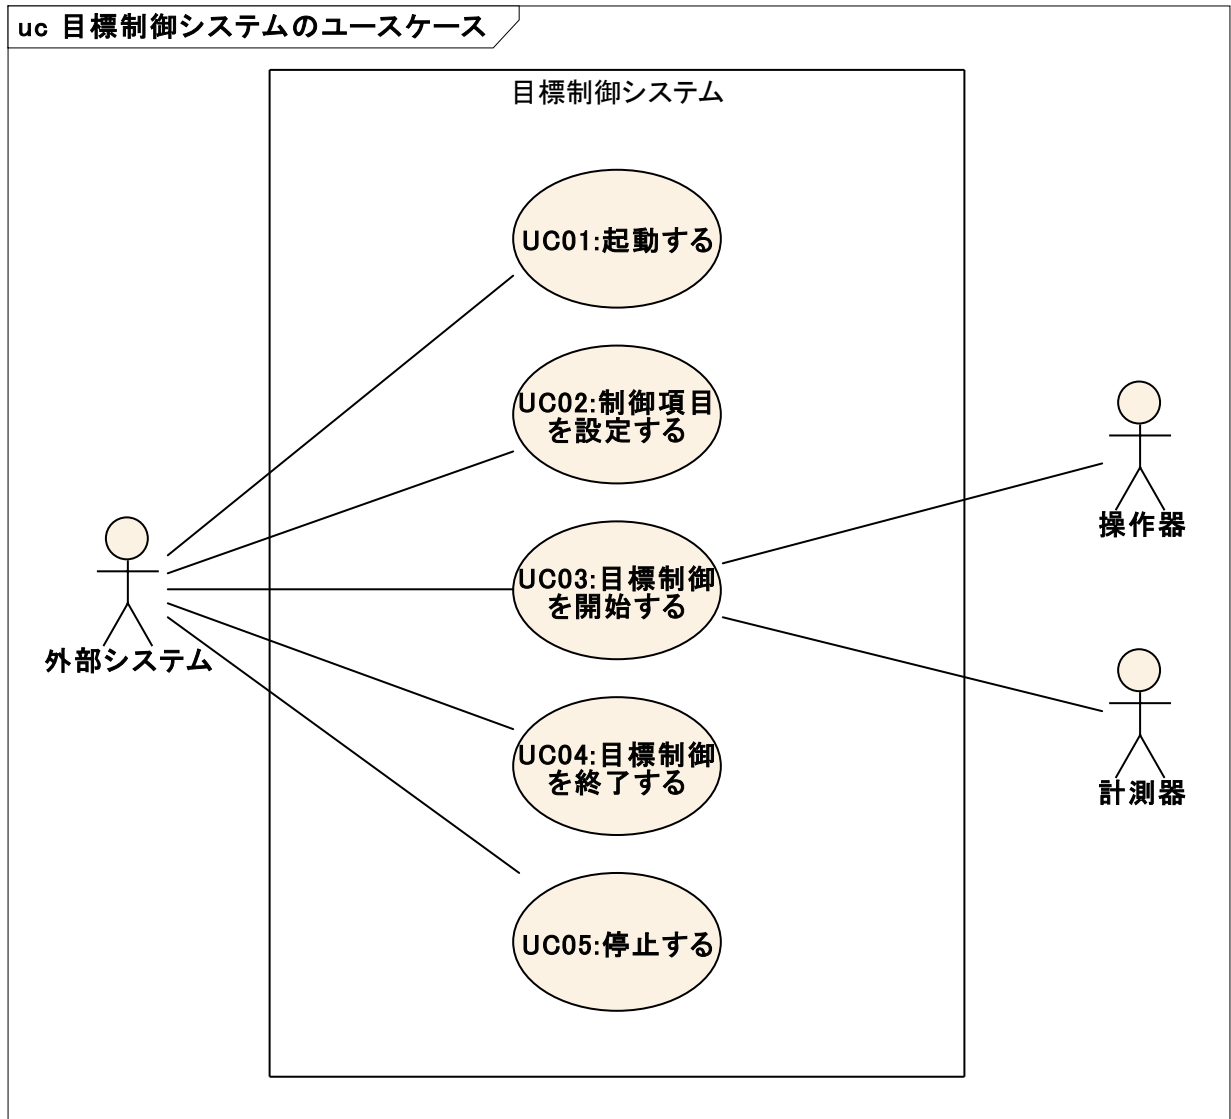 uc 目標制御システムのユースケース
目標制御システム
UC01:起動する
UC02:制御項目
を設定する
操作器
UC03:目標制御
を開始する
外部システム
UC04:目標制御
を終了する
計測器
UC05:停止する